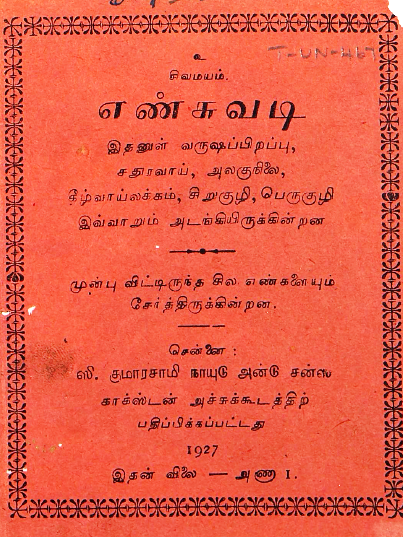 உ
சிவமயம்.
எண்சுவடி
இதனுள் வருஷப்பிறப்பு,
சதுரவாய், அலகுநிலை,
கீழ்வாய்லக்கம், சிறுகுழி, பெருகுழி
இவ்வாறும் அடங்கியிருக்கின்றன
முன்பு விட்டிருந்த சில எண்களையும்
சேர்த்திருக்கின்றன.
சென்னை :
ஸி. குமாரசாமி நாயுடு அண்டு சன்ஸ்
காக்ஸ்டன் அச்சுக்கூடத்திற்
பதிப்பிக்கப்பட்டது
1927
இதன் விலை — அணா 1.